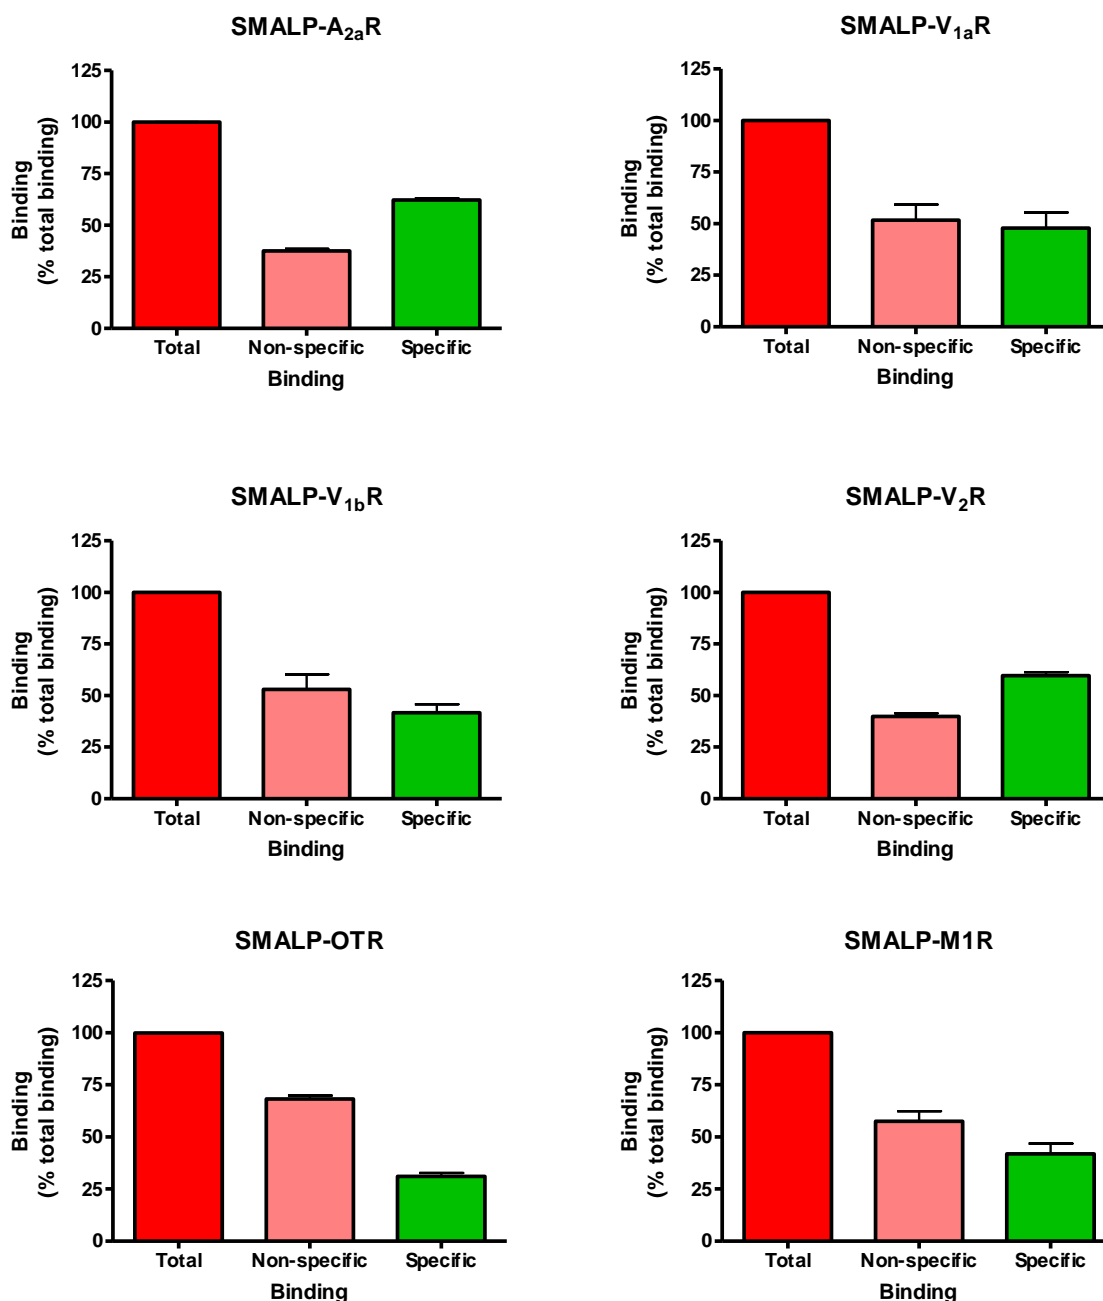 SMALP-A2aR
125
100
75
50
25
0
Binding
(% total binding)
Total Non-specific Specific
Binding
SMALP-V1aR
125
100
75
50
25
0
Binding
(% total binding)
Total Non-specific Specific
Binding
SMALP-V1bR
125
100
75
50
25
0
Binding
(% total binding)
Total Non-specific Specific
Binding
SMALP-V2R
125
100
75
50
25
0
Binding
(% total binding)
Total Non-specific Specific
Binding
SMALP-OTR
125
100
75
50
25
0
Binding
(% total binding)
Total Non-specific Specific
Binding
SMALP-M1R
125
100
75
50
25
0
Binding
(% total binding)
Total Non-specific Specific
Binding